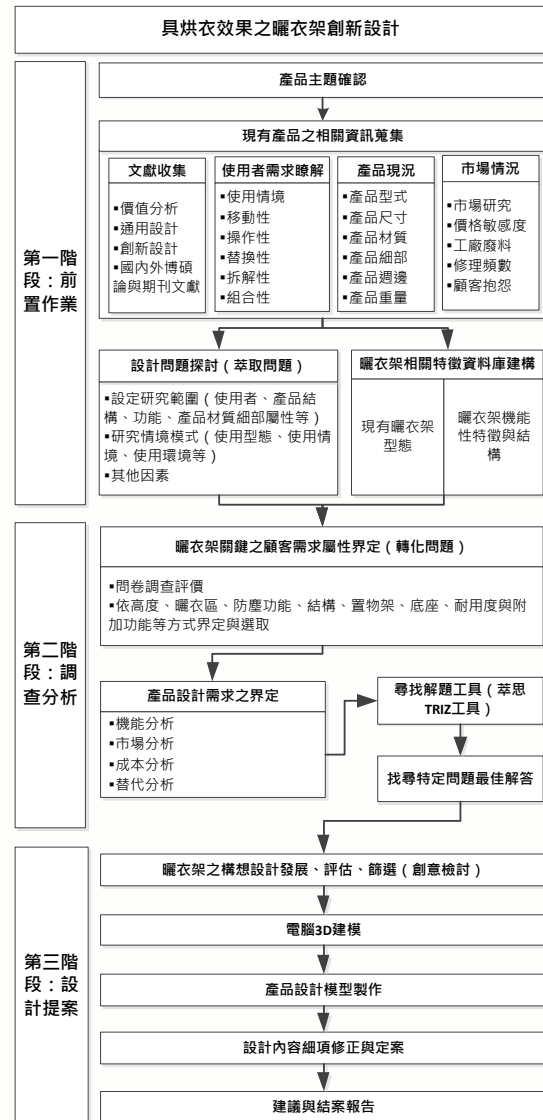 具烘衣效果之曬衣架創新設計
第一階
段：前
置作業
產品主題確認
現有產品之相關資訊蒐集
文獻收集
▪價值分析
▪通用設計
▪創新設計
▪國內外博碩
論與期刊文獻
使用者需求瞭解
▪使用情境
▪移動性
▪操作性
▪替換性
▪拆解性
▪組合性
產品現況
▪產品型式
▪產品尺寸
▪產品材質
▪產品細部
▪產品週邊
▪產品重量
市場情況
▪市場研究
▪價格敏感度
▪工廠廢料
▪修理頻數
▪顧客抱怨
設計問題探討（萃取問題）
▪設定研究範圍（使用者、產品結
構、功能、產品材質細部屬性等）
▪研究情境模式（使用型態、使用情
境、使用環境等）
▪其他因素
曬衣架相關特徵資料庫建構
現有曬衣架
型態
曬衣架機能
性特徵與結
構
第二階
段：調
查分析
曬衣架關鍵之顧客需求屬性界定（轉化問題）
▪問卷調查評價
▪依高度、曬衣區、防塵功能、結構、置物架、底座、耐用度與附
加功能等方式界定與選取
產品設計需求之界定
▪機能分析
▪市場分析
▪成本分析
▪替代分析
尋找解題工具（萃思
TRIZ工具）
找尋特定問題最佳解答
第三階
段：設
計提案
曬衣架之構想設計發展、評估、篩選（創意檢討）
電腦3D建模
產品設計模型製作
設計內容細項修正與定案
建議與結案報告